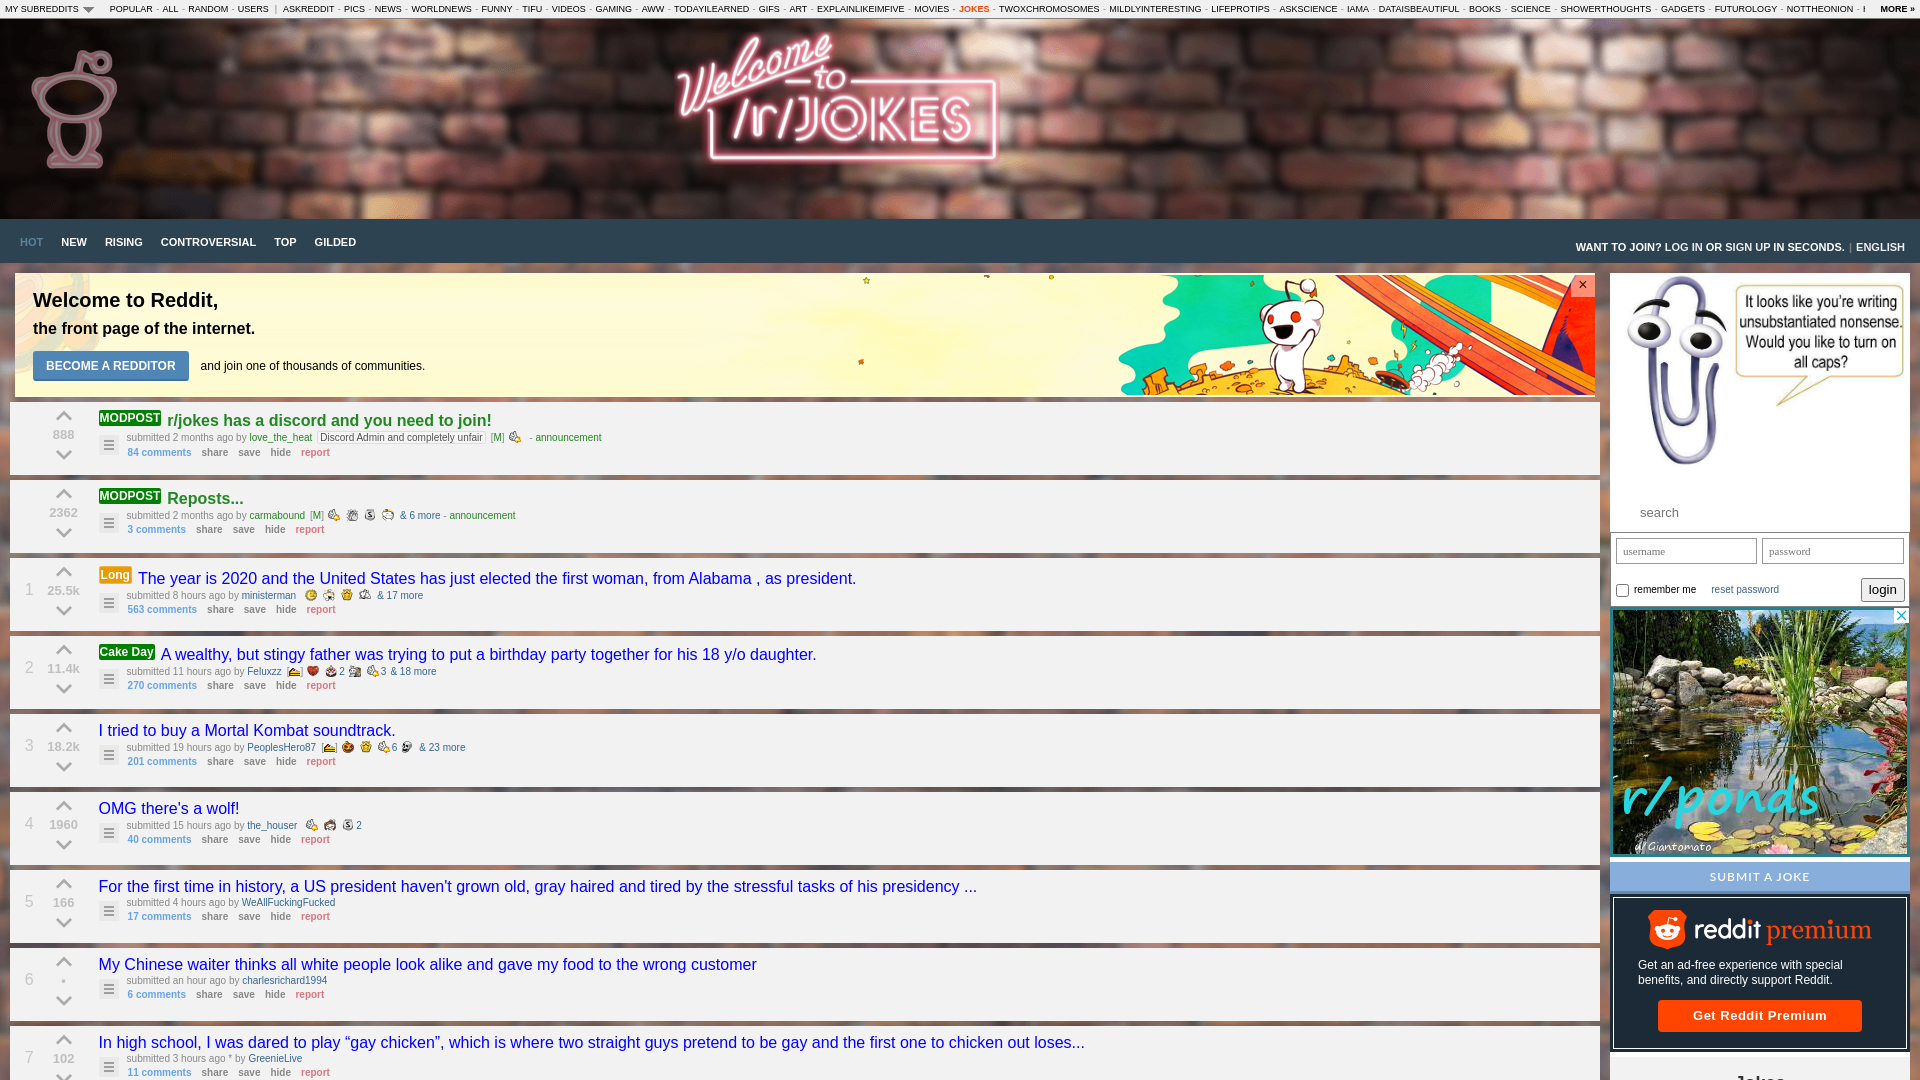 MY SUBREDDITS POPULAR - ALL - RANDOM - USERS | ASKREDDIT - PICS - NEWS - WORLDNEWS - FUNNY - TIFU - VIDEOS - GAMING - AWW - TODAYILEARNED - GIFS - ART - EXPLAINLIKEIMFIVE - MOVIES - JOKES - TWOXCHROMOSOMES - MILDLYINTERESTING - LIFEPROTIPS - ASKSCIENCE - IAMA - DATAISBEAUTIFUL - BOOKS - SCIENCE - SHOWERTHOUGHTS - GADGETS - FUTUROLOGY - NOTTHEONION - MORE »
Welcome
to
/r/JOKES
HOT NEW RISING CONTROVERSIAL TOP GILDED
WANT TO JOIN? LOG IN OR SIGN UP IN SECONDS. | ENGLISH
Welcome to Reddit,
the front page of the internet.
BECOME A REDDITOR and join one of thousands of communities.
×
MODPOST r/jokes has a discord and you need to join!
888
submitted 2 months ago by love_the_heat Discord Admin and completely unfair [M] - announcement
84 comments share save hide report
MODPOST Reposts...
2362
submitted 2 months ago by carmabound [M] & 6 more - announcement
3 comments share save hide report
Long The year is 2020 and the United States has just elected the first woman, from Alabama , as president.
1 25.5k
submitted 8 hours ago by ministerman & 17 more
563 comments share save hide report
Cake Day A wealthy, but stingy father was trying to put a birthday party together for his 18 y/o daughter.
2 11.4k
submitted 11 hours ago by Feluxzz [ ] 2 3 & 18 more
270 comments share save hide report
I tried to buy a Mortal Kombat soundtrack.
3 18.2k
submitted 19 hours ago by PeoplesHero87 [ ] 6 & 23 more
201 comments share save hide report
OMG there's a wolf!
4 1960
submitted 15 hours ago by the_houser 2
40 comments share save hide report
For the first time in history, a US president haven't grown old, gray haired and tired by the stressful tasks of his presidency ...
5 166
submitted 4 hours ago by WeAllFuckingFucked
17 comments share save hide report
My Chinese waiter thinks all white people look alike and gave my food to the wrong customer
6 •
submitted an hour ago by charlesrichard1994
6 comments share save hide report
In high school, I was dared to play “gay chicken”, which is where two straight guys pretend to be gay and the first one to chicken out loses...
7 102
submitted 3 hours ago * by GreenieLive
11 comments share save hide report
It looks like you're writing
unsubstantiated nonsense.
Would you like to turn on
all caps?
search
username password
remember me reset password login
r/ponds
u/Giantomato
SUBMIT A JOKE
reddit premium
Get an ad-free experience with special
benefits, and directly support Reddit.
Get Reddit Premium
Jokes